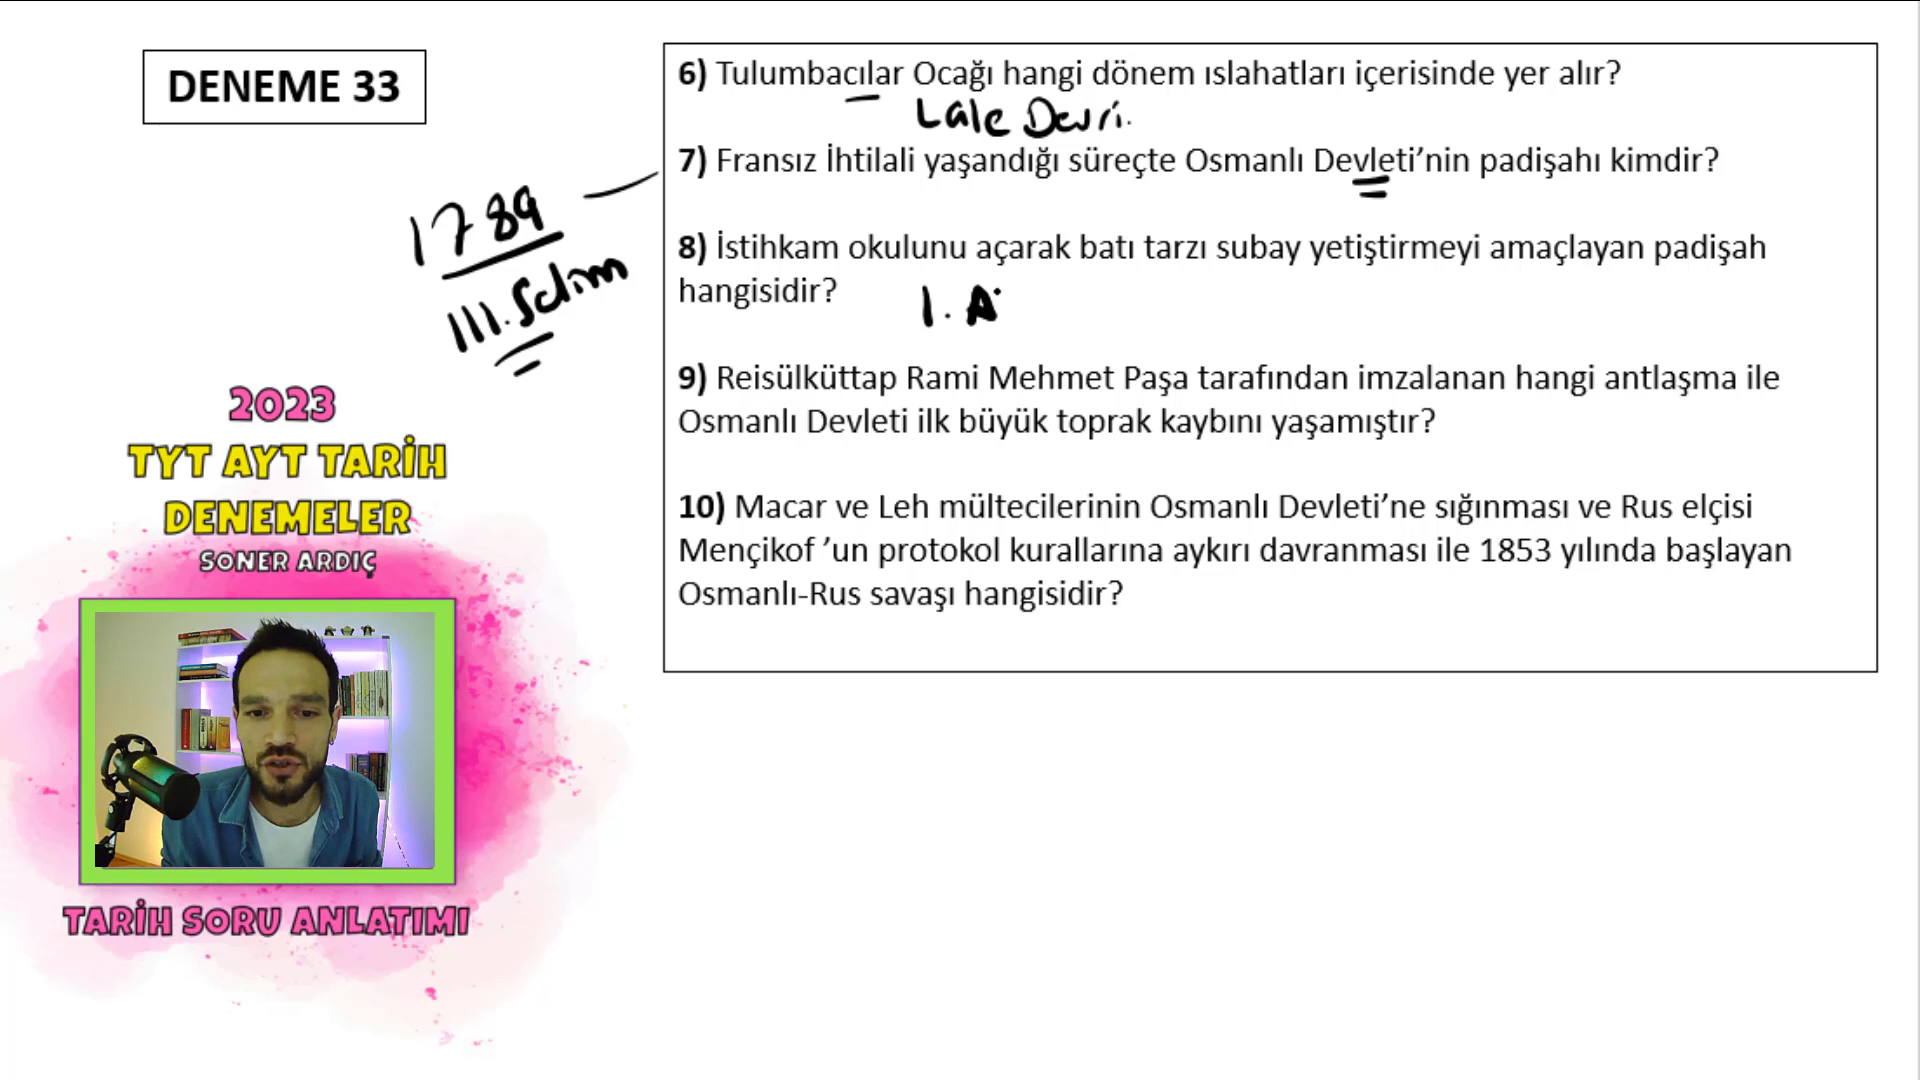 DENEME 33
6) Tulumbacılar Ocağı hangi dönem ıslahatları içerisinde yer alır?
Lale Devri.
7) Fransız İhtilali yaşandığı süreçte Osmanlı Devleti’nin padişahı kimdir?
1789
III. Selim
8) İstihkam okulunu açarak batı tarzı subay yetiştirmeyi amaçlayan padişah
hangisidir?
I. A
9) Reisülküttap Rami Mehmet Paşa tarafından imzalanan hangi antlaşma ile
Osmanlı Devleti ilk büyük toprak kaybını yaşamıştır?
10) Macar ve Leh mültecilerinin Osmanlı Devleti’ne sığınması ve Rus elçisi
Mençikof ’un protokol kurallarına aykırı davranması ile 1853 yılında başlayan
Osmanlı-Rus savaşı hangisidir?
2023
TYT AYT TARİH
DENEMELER
SONER ARDIÇ
TARİH SORU ANLATIMI